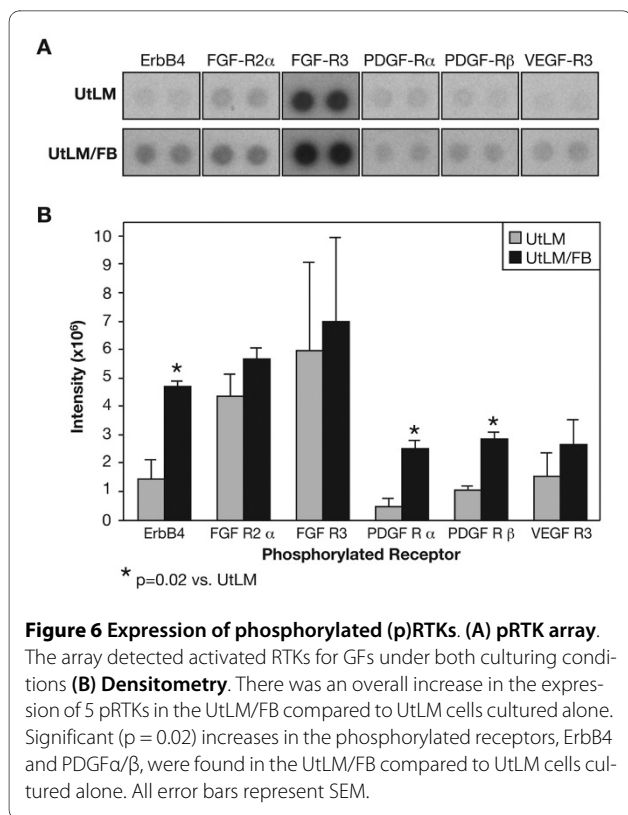 A
ErbB4 FGF-R2α FGF-R3 PDGF-Rα PDGF-Rβ VEGF-R3
UtLM
UtLM/FB
B
UtLM
UtLM/FB
Intensity (x10⁶)
10
9
8
7
6
5
4
3
2
1
0
*
*
*
ErbB4 FGF R2 α FGF R3 PDGF R α PDGF R β VEGF R3
Phosphorylated Receptor
* p=0.02 vs. UtLM
Figure 6 Expression of phosphorylated (p)RTKs. (A) pRTK array.
The array detected activated RTKs for GFs under both culturing condi-
tions (B) Densitometry. There was an overall increase in the expres-
sion of 5 pRTKs in the UtLM/FB compared to UtLM cells cultured alone.
Significant (p = 0.02) increases in the phosphorylated receptors, ErbB4
and PDGFα/β, were found in the UtLM/FB compared to UtLM cells cul-
tured alone. All error bars represent SEM.